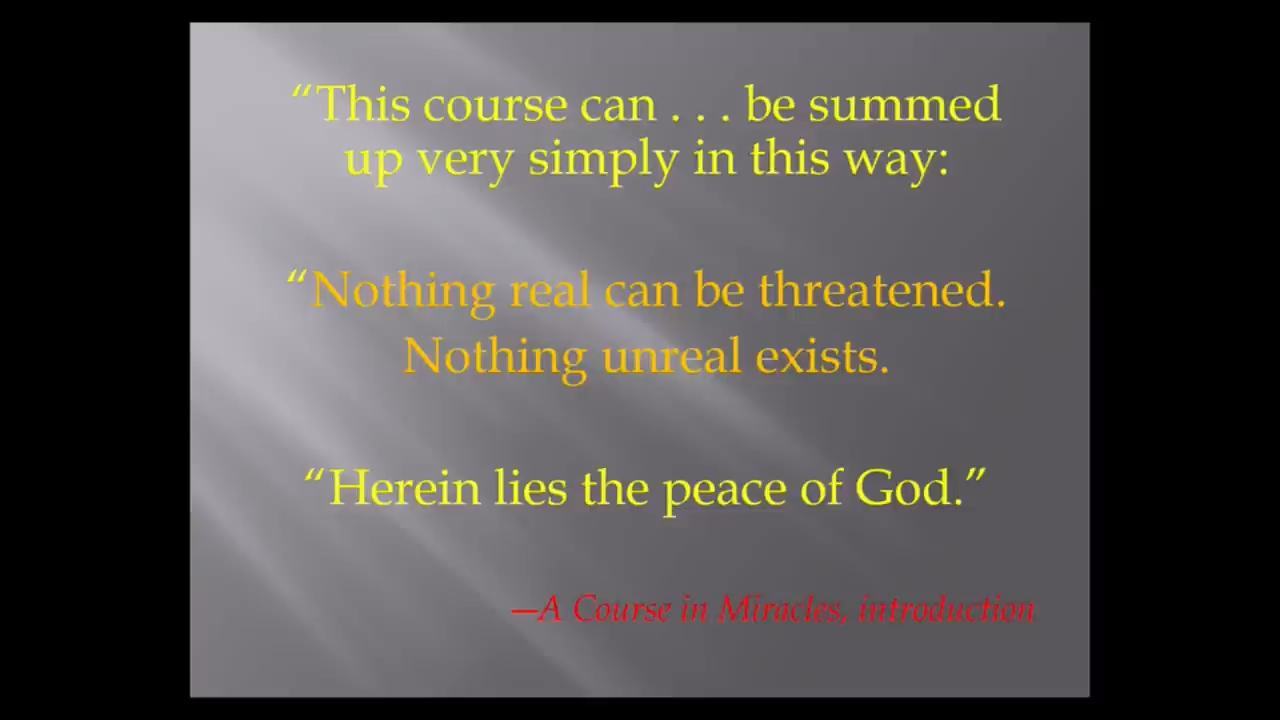 “This course can . . . be summed
up very simply in this way:
“Nothing real can be threatened.
Nothing unreal exists.
“Herein lies the peace of God.”
—A Course in Miracles, introduction